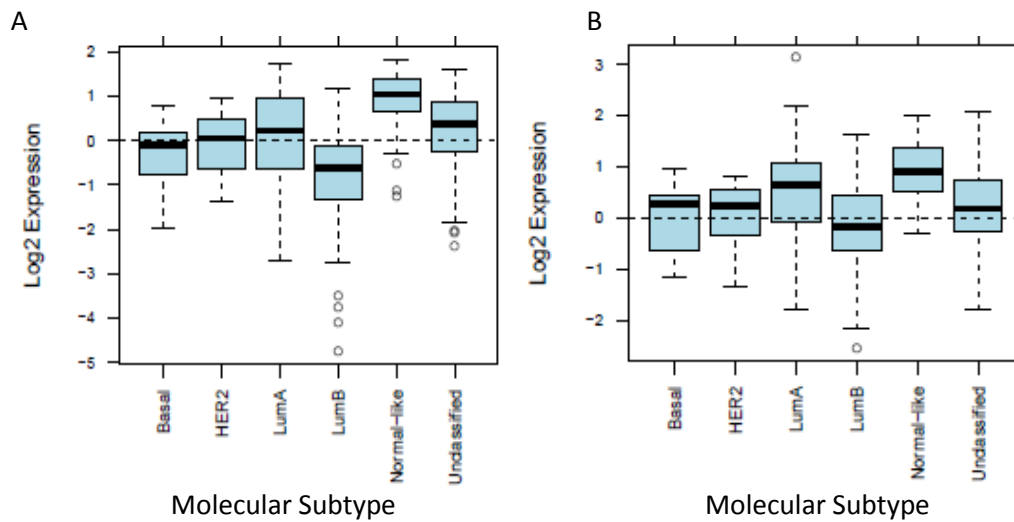 A
2
1
0
−1
−2
−3
−4
−5
Log2 Expression
Basal
HER2
LumA
LumB
Normal−like
Unclassified
Molecular Subtype
B
3
2
1
0
−1
−2
Log2 Expression
Basal
HER2
LumA
LumB
Normal−like
Unclassified
Molecular Subtype